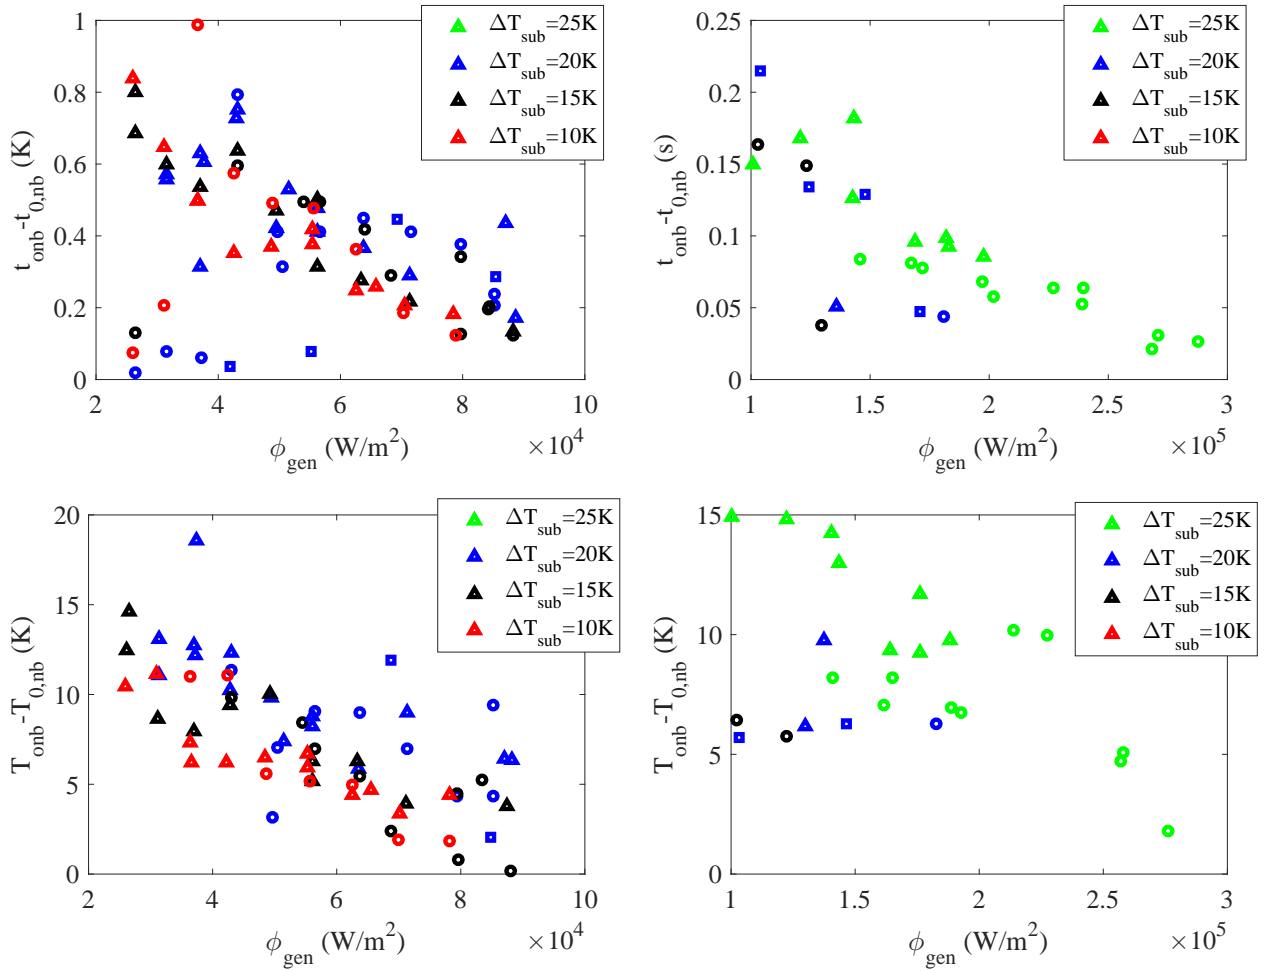 1
0.8
0.6
0.4
0.2
0
2
4
6
8
10
t_onb-t_0,nb (K)
ϕ_gen (W/m²)
×10⁴
ΔT_sub=25K
ΔT_sub=20K
ΔT_sub=15K
ΔT_sub=10K
0.25
0.2
0.15
0.1
0.05
0
1
1.5
2
2.5
3
t_onb-t_0,nb (s)
ϕ_gen (W/m²)
×10⁵
ΔT_sub=25K
ΔT_sub=20K
ΔT_sub=15K
ΔT_sub=10K
20
15
10
5
0
2
4
6
8
10
T_onb-T_0,nb (K)
ϕ_gen (W/m²)
×10⁴
ΔT_sub=25K
ΔT_sub=20K
ΔT_sub=15K
ΔT_sub=10K
15
10
5
0
1
1.5
2
2.5
3
T_onb-T_0,nb (K)
ϕ_gen (W/m²)
×10⁵
ΔT_sub=25K
ΔT_sub=20K
ΔT_sub=15K
ΔT_sub=10K